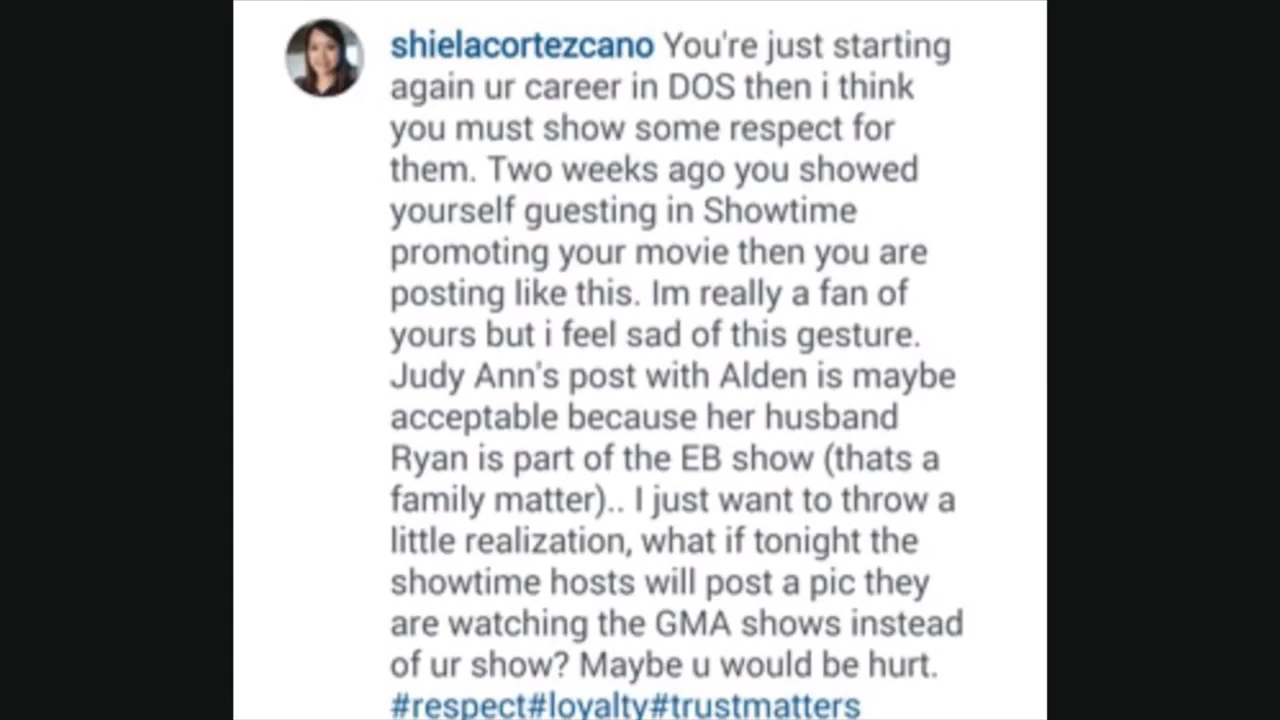 shielacortezcano You're just starting
again ur career in DOS then i think
you must show some respect for
them. Two weeks ago you showed
yourself guesting in Showtime
promoting your movie then you are
posting like this. Im really a fan of
yours but i feel sad of this gesture.
Judy Ann's post with Alden is maybe
acceptable because her husband
Ryan is part of the EB show (thats a
family matter).. I just want to throw a
little realization, what if tonight the
showtime hosts will post a pic they
are watching the GMA shows instead
of ur show? Maybe u would be hurt.
#respect#loyalty#trustmatters